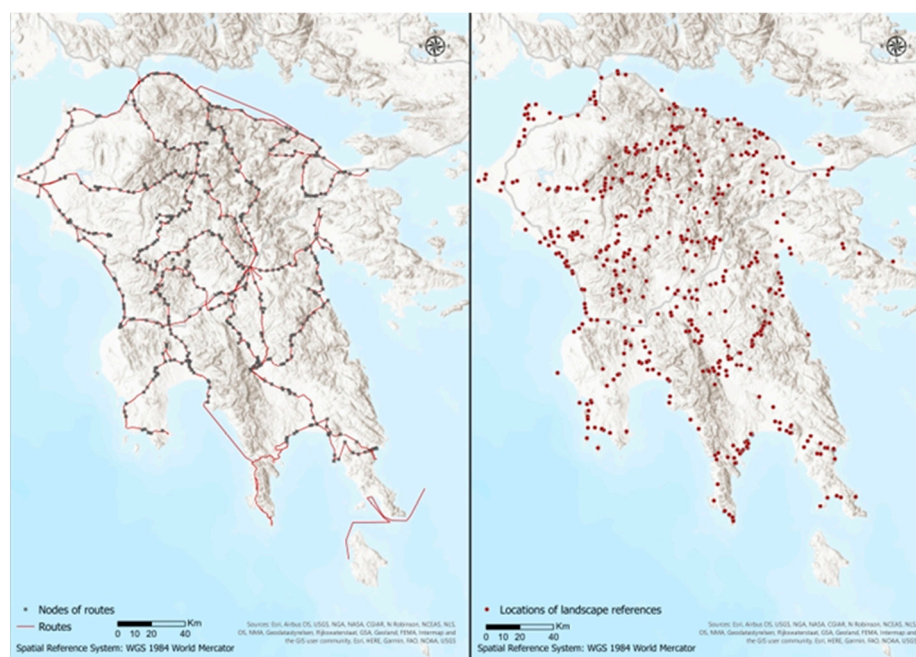 Nodes of routes
Routes
0 10 20 40 Km
Sources: Esri, Airbus DS, USGS, NGA, NASA, CGIAR, N Robinson, NCEAS, NLS,
OS, NMA, Geodatastyrelsen, Rijkswaterstaat, GSA, Geoland, FEMA, Intermap and
the GIS user community, Esri, HERE, Garmin, FAO, NOAA, USGS
Spatial Reference System: WGS 1984 World Mercator
Locations of landscape references
0 10 20 40 Km
Sources: Esri, Airbus DS, USGS, NGA, NASA, CGIAR, N Robinson, NCEAS, NLS,
OS, NMA, Geodatastyrelsen, Rijkswaterstaat, GSA, Geoland, FEMA, Intermap and
the GIS user community, Esri, HERE, Garmin, FAO, NOAA, USGS
Spatial Reference System: WGS 1984 World Mercator